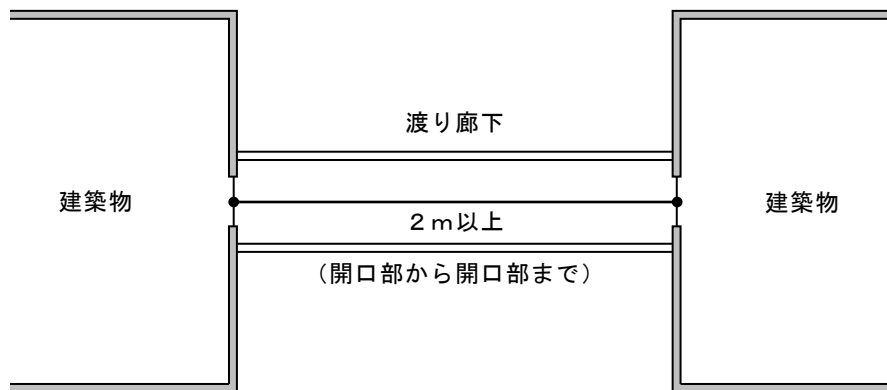 渡り廊下
建築物
建築物
２ｍ以上
（開口部から開口部まで）